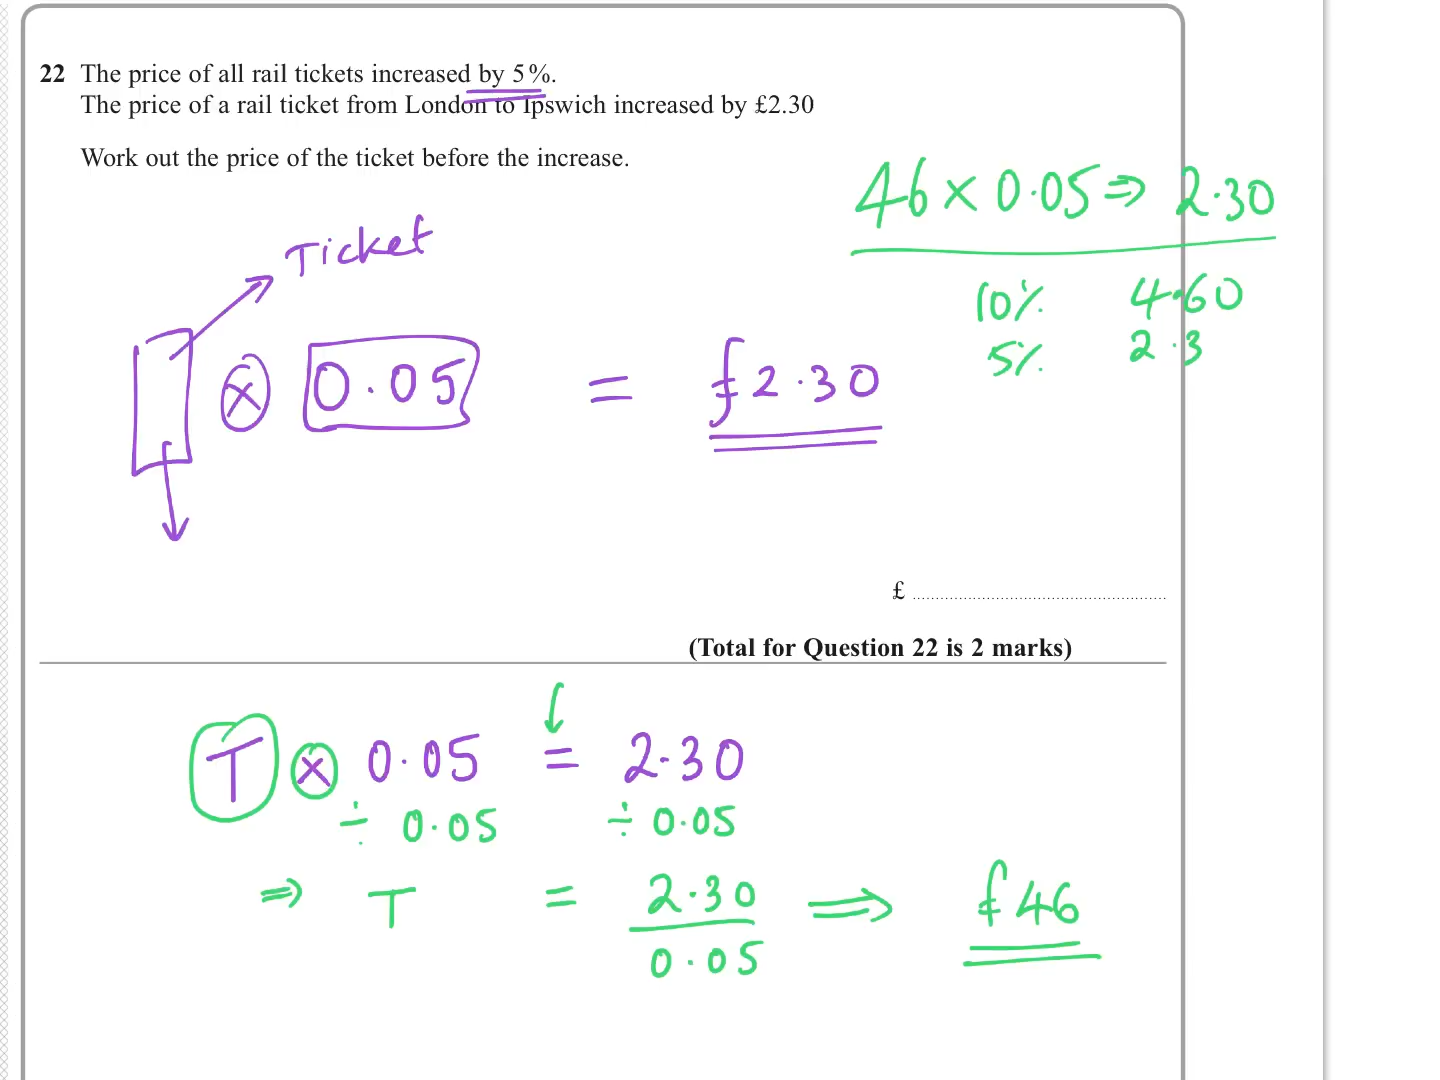 22 The price of all rail tickets increased by 5%.
The price of a rail ticket from London to Ipswich increased by £2.30
Work out the price of the ticket before the increase.
46 × 0.05 ⇒ 2.30
10% 4.60
5% 2.3
Ticket
× 0.05 = £2.30
£
(Total for Question 22 is 2 marks)
T × 0.05 = 2.30
÷ 0.05 ÷ 0.05
⇒ T = 2.30 ⇒ £46
0.05